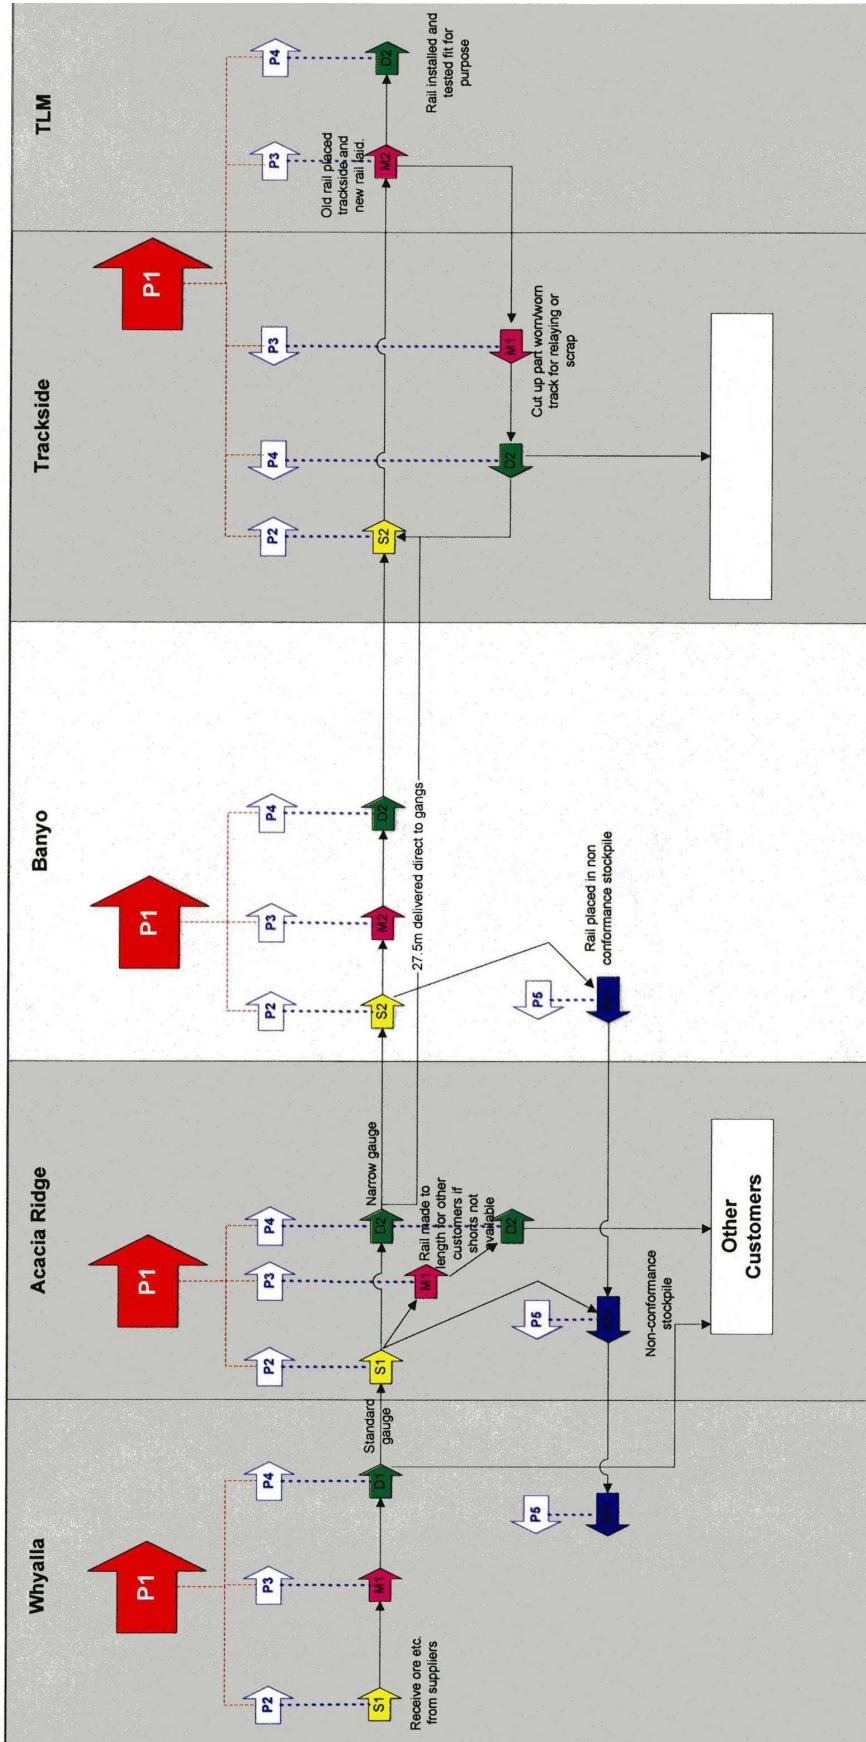 Whyalla
Acacia Ridge
Banyo
Trackside
TLM
P1
P1
P1
P1
P2
P3
P4
P2
P3
P4
P2
P3
P4
P2
P4
P3
P3
P4
S1
M1
D1
Standard
gauge
S1
D2
Narrow gauge
S2
M2
D2
S2
M2
D2
Receive ore etc.
from suppliers
M1
Rail made to
length for other
customers if
shorts not
available
D2
27.5m delivered direct to gangs
Old rail placed
trackside and
new rail laid.
Rail installed and
tested fit for
purpose
D2
M1
Cut up part worn/worn
track for relaying or
scrap
P5
P5
P5
Non-conformance
stockpile
Rail placed in non
conformance stockpile
Other
Customers